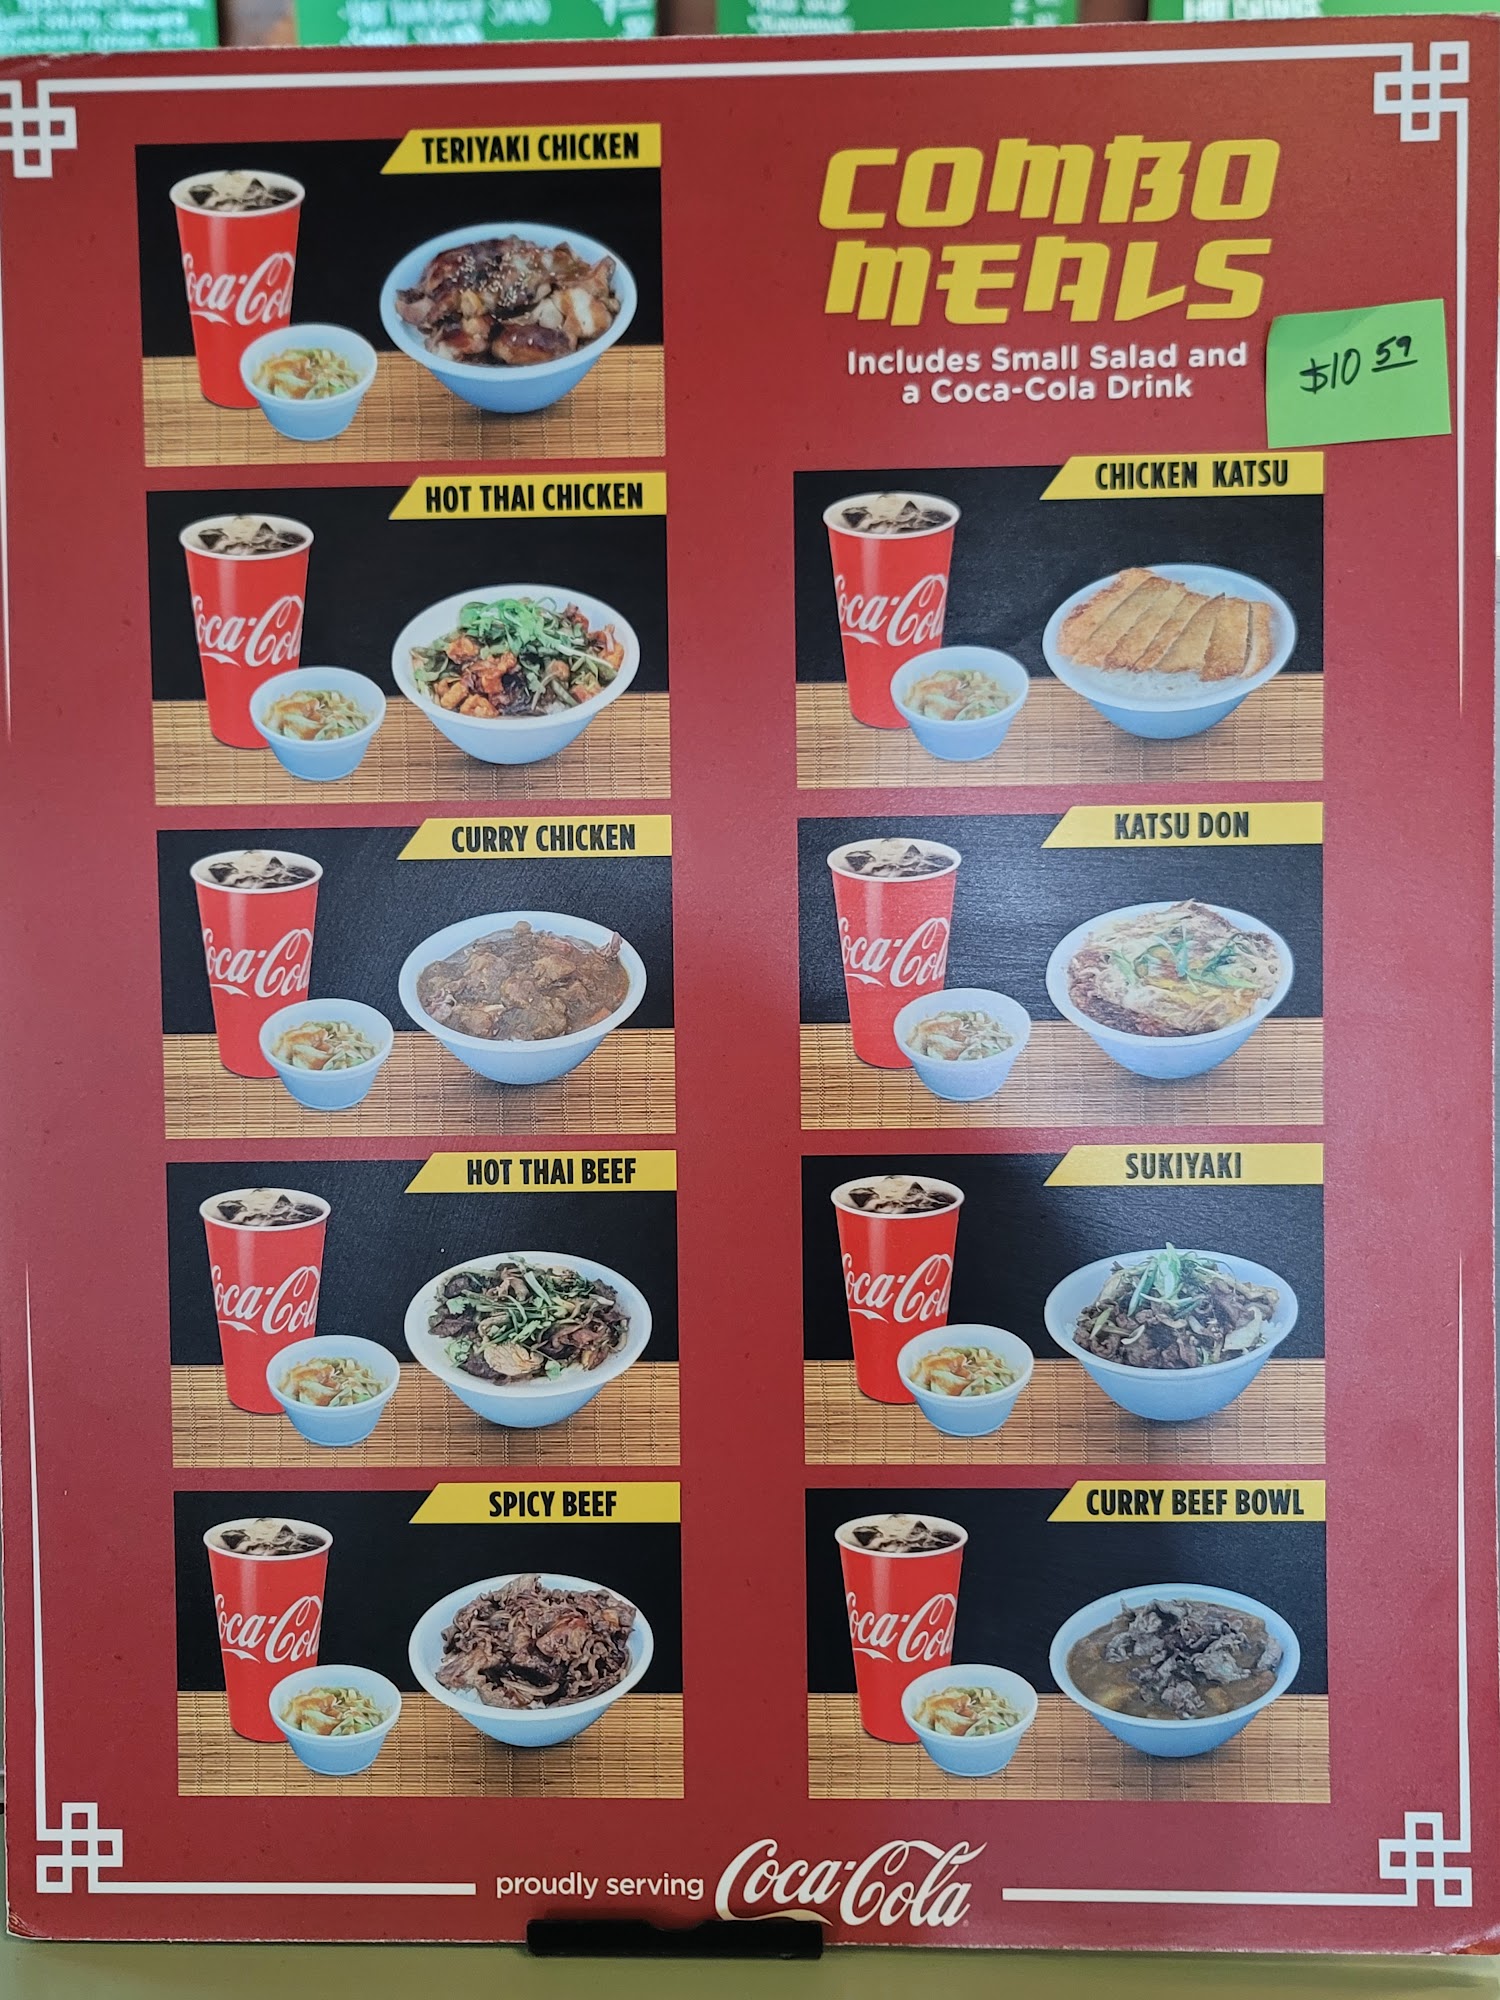 TERIYAKI CHICKEN
COMBO
MEALS
Includes Small Salad and
a Coca-Cola Drink
$10 59
HOT THAI CHICKEN
CHICKEN KATSU
CURRY CHICKEN
KATSU DON
HOT THAI BEEF
SUKIYAKI
SPICY BEEF
CURRY BEEF BOWL
proudly serving Coca-Cola